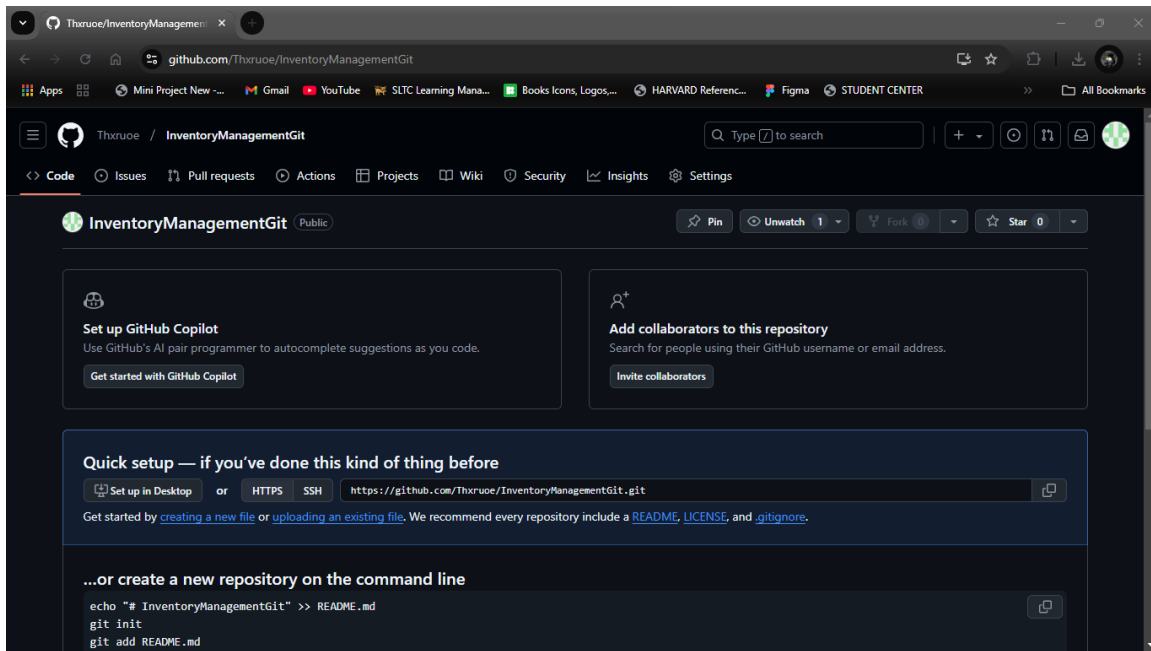 Thxruoe/InventoryManagemen
github.com/Thxruoe/InventoryManagementGit
Apps Mini Project New -... Gmail YouTube SLTC Learning Mana... Books Icons, Logos,... HARVARD Referenc... Figma STUDENT CENTER » All Bookmarks
Thxruoe / InventoryManagementGit Type / to search
<> Code Issues Pull requests Actions Projects Wiki Security Insights Settings
InventoryManagementGit Public Pin Unwatch 1 Fork 0 Star 0
Set up GitHub Copilot
Use GitHub's AI pair programmer to autocomplete suggestions as you code.
Get started with GitHub Copilot
Add collaborators to this repository
Search for people using their GitHub username or email address.
Invite collaborators
Quick setup — if you've done this kind of thing before
Set up in Desktop or HTTPS SSH https://github.com/Thxruoe/InventoryManagementGit.git
Get started by creating a new file or uploading an existing file. We recommend every repository include a README, LICENSE, and .gitignore.
...or create a new repository on the command line
echo "# InventoryManagementGit" >> README.md
git init
git add README.md